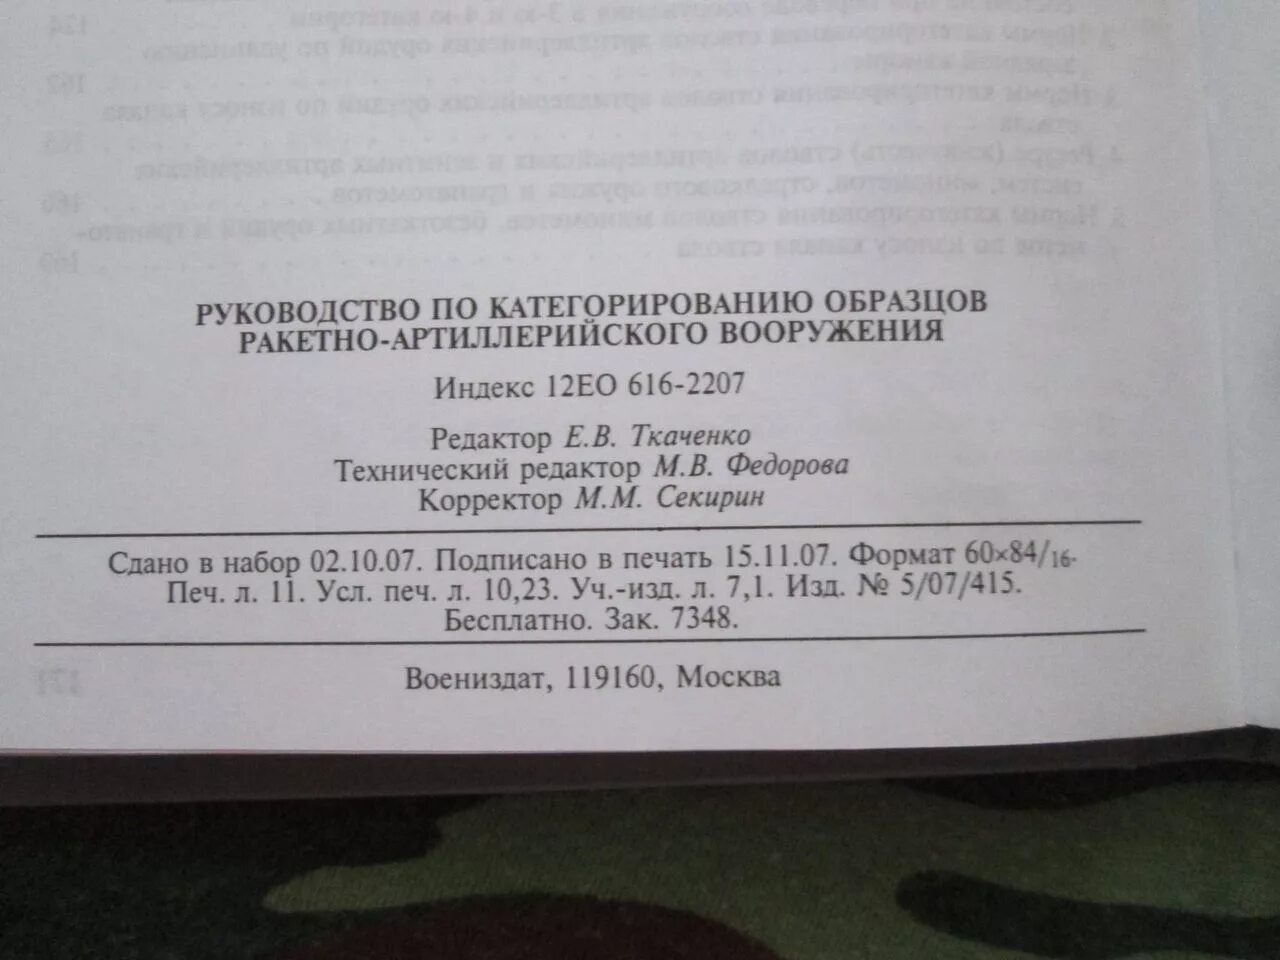 РУКОВОДСТВО ПО КАТЕГОРИРОВАНИЮ ОБРАЗЦОВ
РАКЕТНО-АРТИЛЛЕРИЙСКОГО ВООРУЖЕНИЯ
Индекс 12ЕО 616-2207
Редактор Е.В. Ткаченко
Технический редактор М.В. Федорова
Корректор М.М. Секирин
Сдано в набор 02.10.07. Подписано в печать 15.11.07. Формат 60×84/16.
Печ. л. 11. Усл. печ. л. 10,23. Уч.-изд. л. 7,1. Изд. № 5/07/415.
Бесплатно. Зак. 7348.
Воениздат, 119160, Москва